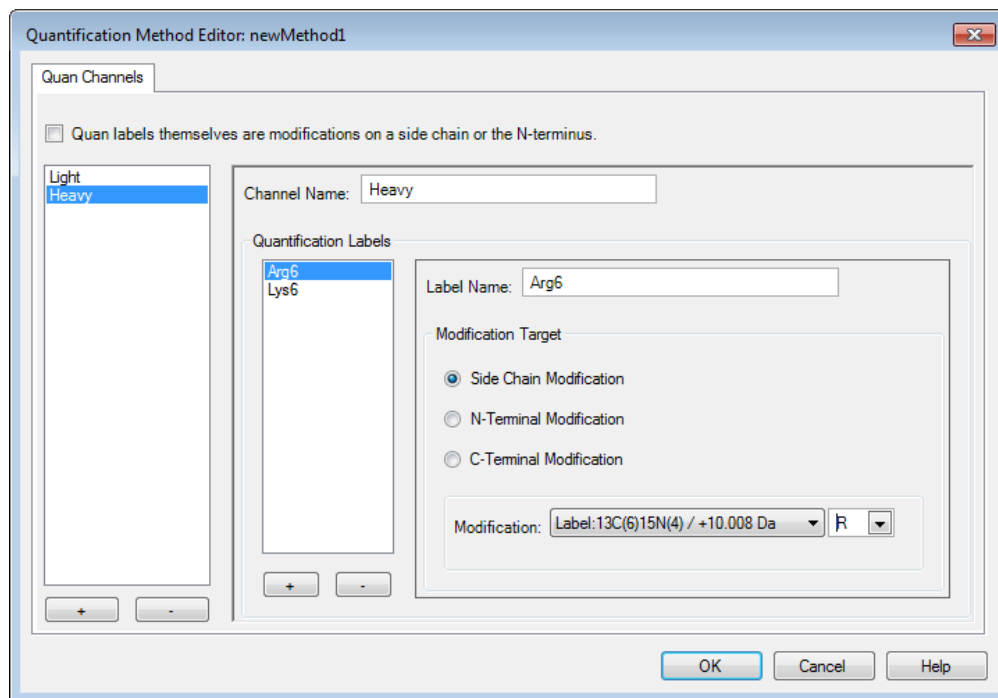 Quantification Method Editor: newMethod1
Quan Channels
Quan labels themselves are modifications on a side chain or the N-terminus.
Light
Heavy
+ -
Channel Name: Heavy
Quantification Labels
Arg6
Lys6
+ -
Label Name: Arg6
Modification Target
Side Chain Modification
N-Terminal Modification
C-Terminal Modification
Modification: Label:13C(6)15N(4) / +10.008 Da R
OK Cancel Help